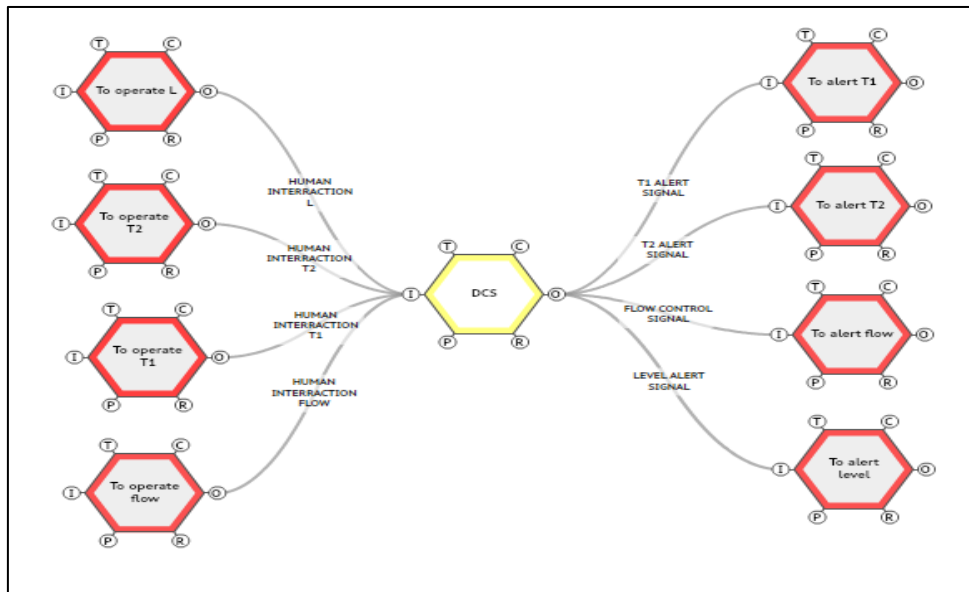 T C
To operate L
I O
P R
T C
To operate
T2
I O
P R
T C
To operate
T1
I O
P R
T C
To operate
flow
I O
P R
HUMAN
INTERRACTION
L
HUMAN
INTERRACTION
T2
HUMAN
INTERRACTION
T1
HUMAN
INTERRACTION
FLOW
T C
I DCS O
P R
T1 ALERT
SIGNAL
T2 ALERT
SIGNAL
FLOW CONTROL
SIGNAL
LEVEL ALERT
SIGNAL
T C
I To alert T1 O
P R
T C
I To alert T2 O
P R
T C
I To alert flow O
P R
T C
To alert
level
I O
P R